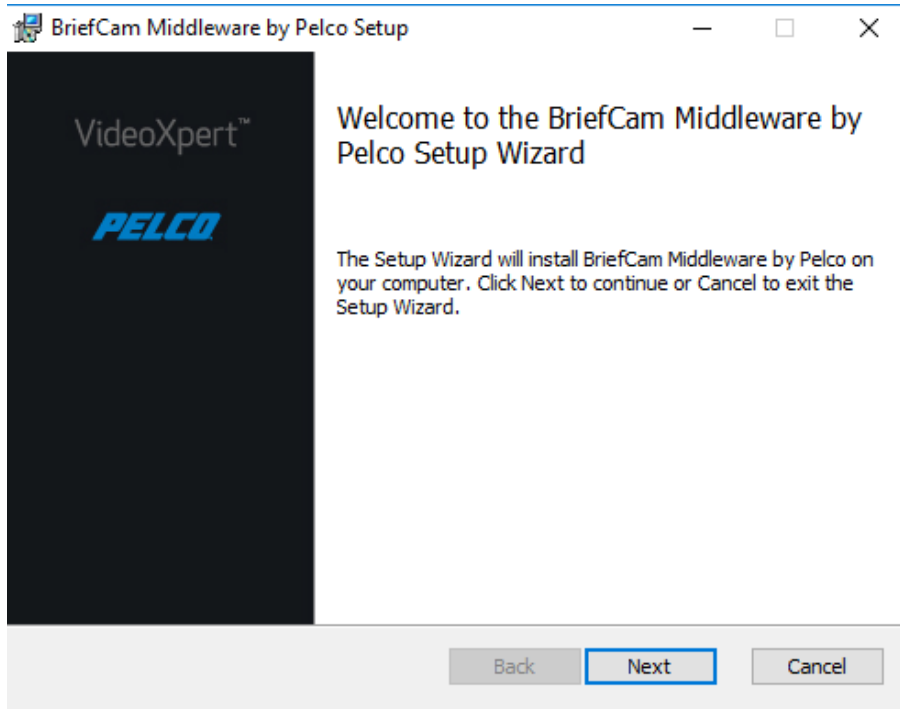 BriefCam Middleware by Pelco Setup
VideoXpert™
PELCO
Welcome to the BriefCam Middleware by
Pelco Setup Wizard
The Setup Wizard will install BriefCam Middleware by Pelco on
your computer. Click Next to continue or Cancel to exit the
Setup Wizard.
Back
Next
Cancel